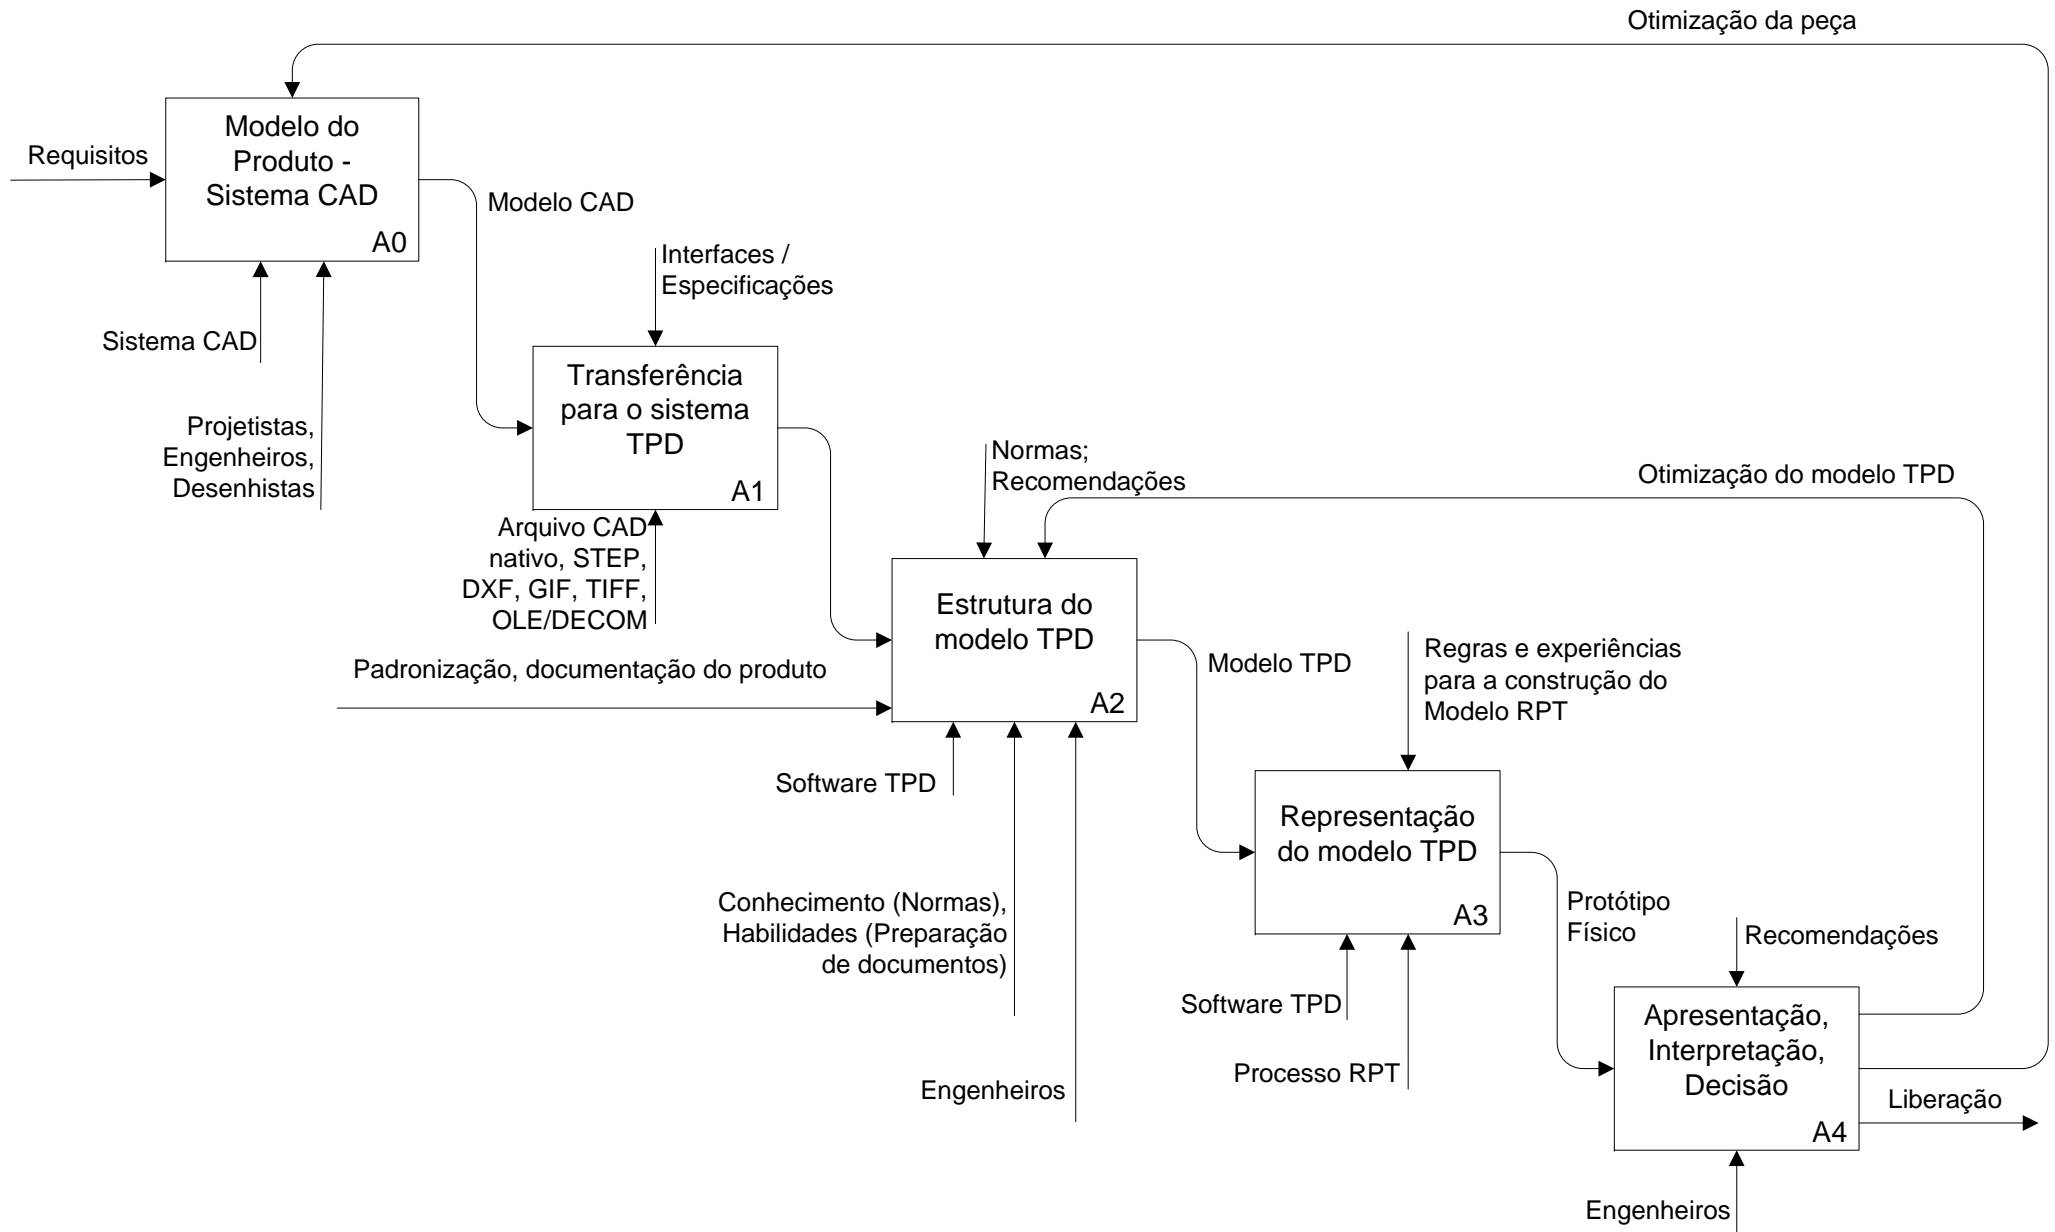 Otimização da peça
Modelo do
Produto -
Sistema CAD
A0
Requisitos
Modelo CAD
Sistema CAD
Projetistas,
Engenheiros,
Desenhistas
Interfaces /
Especificações
Transferência
para o sistema
TPD
A1
Arquivo CAD
nativo, STEP,
DXF, GIF, TIFF,
OLE/DECOM
Normas;
Recomendações
Otimização do modelo TPD
Estrutura do
modelo TPD
A2
Padronização, documentação do produto
Software TPD
Conhecimento (Normas),
Habilidades (Preparação
de documentos)
Engenheiros
Modelo TPD
Regras e experiências
para a construção do
Modelo RPT
Representação
do modelo TPD
A3
Software TPD
Processo RPT
Protótipo
Físico
Recomendações
Apresentação,
Interpretação,
Decisão
A4
Liberação
Engenheiros